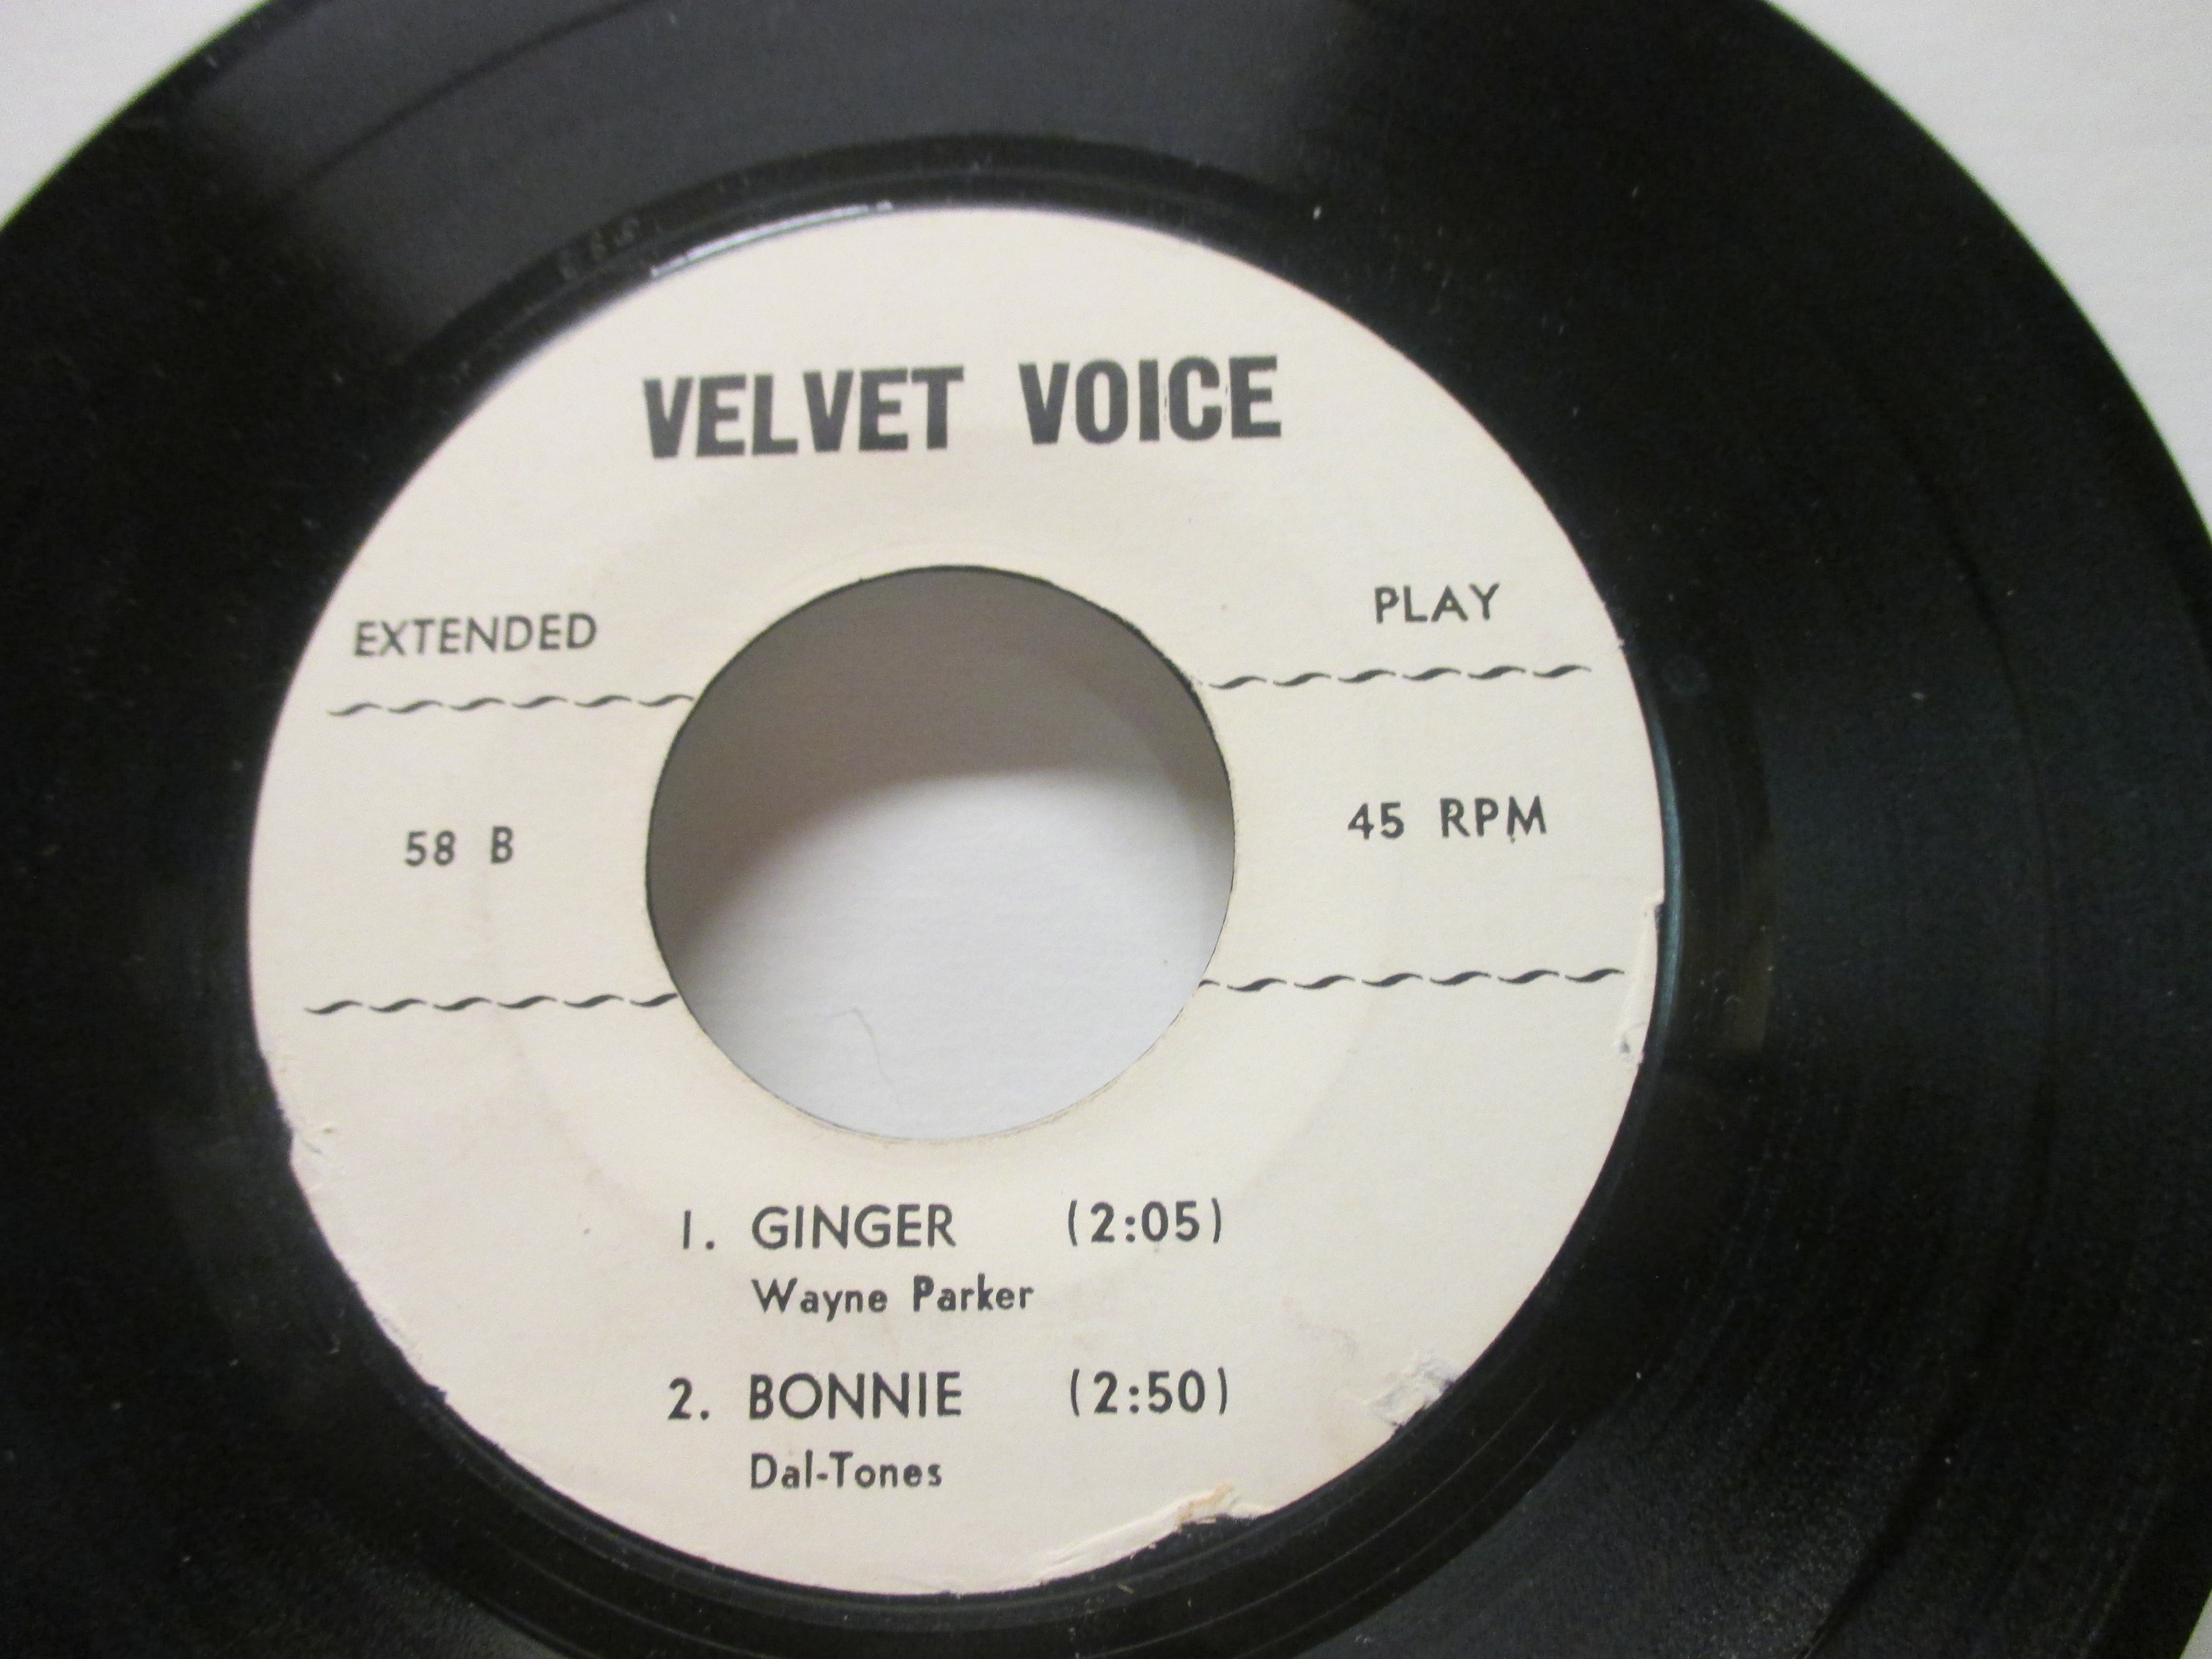 VELVET VOICE
EXTENDED PLAY
58 B 45 RPM
1. GINGER (2:05)
Wayne Parker
2. BONNIE (2:50)
Dal-Tones